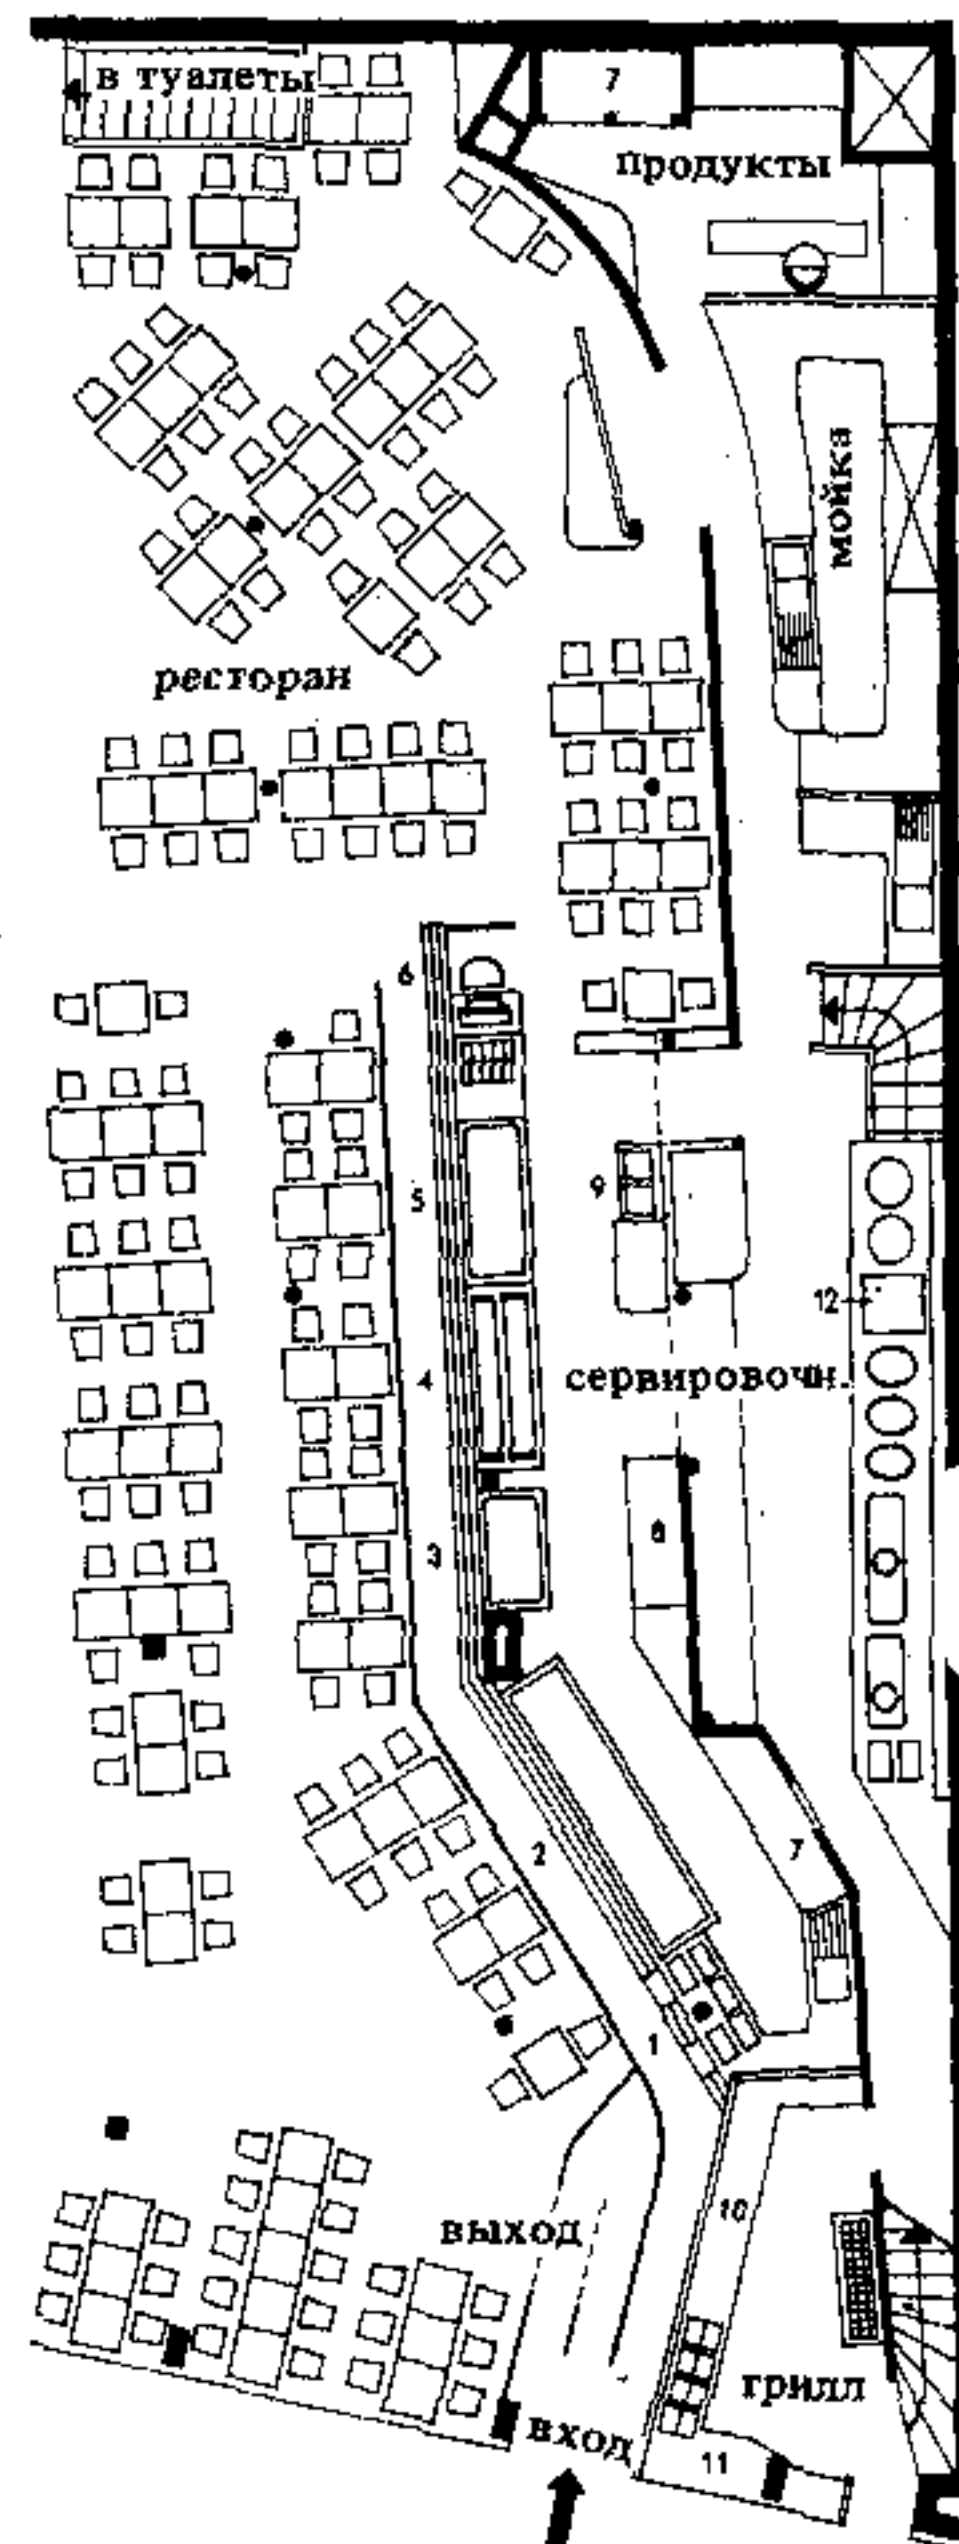 в туалеты
7
продукты
мойка
ресторан
6
9
5
12
сервировочн.
4
8
3
7
2
1
10
выход
грилл
вход
11